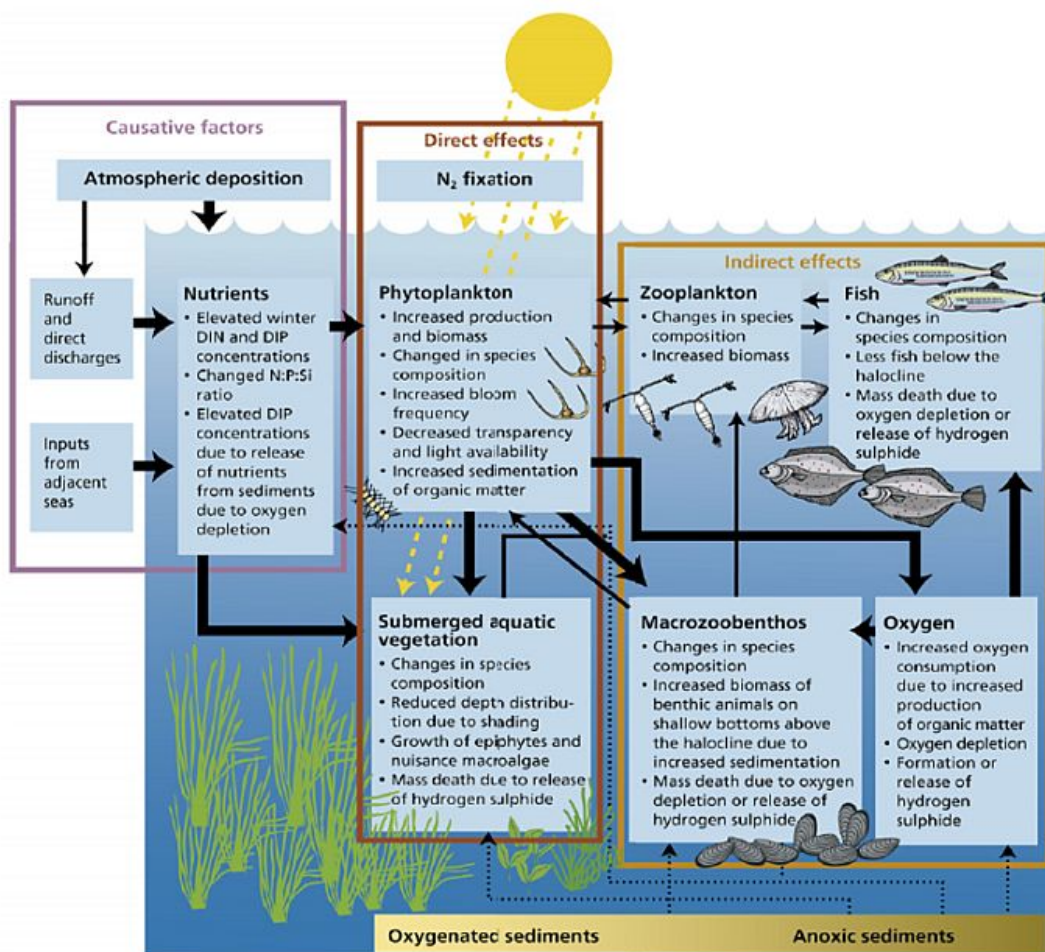 Causative factors
Atmospheric deposition
Runoff
and
direct
discharges
Inputs
from
adjacent
seas
Nutrients
• Elevated winter
DIN and DIP
concentrations
• Changed N:P:Si
ratio
• Elevated DIP
concentrations
due to release
of nutrients
from sediments
due to oxygen
depletion
Direct effects
N₂ fixation
Phytoplankton
• Increased production
and biomass
• Changed in species
composition
• Increased bloom
frequency
• Decreased transparency
and light availability
• Increased sedimentation
of organic matter
Submerged aquatic
vegetation
• Changes in species
composition
• Reduced depth distribu-
tion due to shading
• Growth of epiphytes and
nuisance macroalgae
• Mass death due to release
of hydrogen sulphide
Indirect effects
Zooplankton
• Changes in species
composition
• Increased biomass
Fish
• Changes in
species composition
• Less fish below the
halocline
• Mass death due to
oxygen depletion or
release of hydrogen
sulphide
Macrozoobenthos
• Changes in species
composition
• Increased biomass of
benthic animals on
shallow bottoms above
the halocline due to
increased sedimentation
• Mass death due to oxygen
depletion or release of
hydrogen sulphide
Oxygen
• Increased oxygen
consumption
due to increased
production
of organic matter
• Oxygen depletion
• Formation or
release of
hydrogen
sulphide
Oxygenated sediments
Anoxic sediments